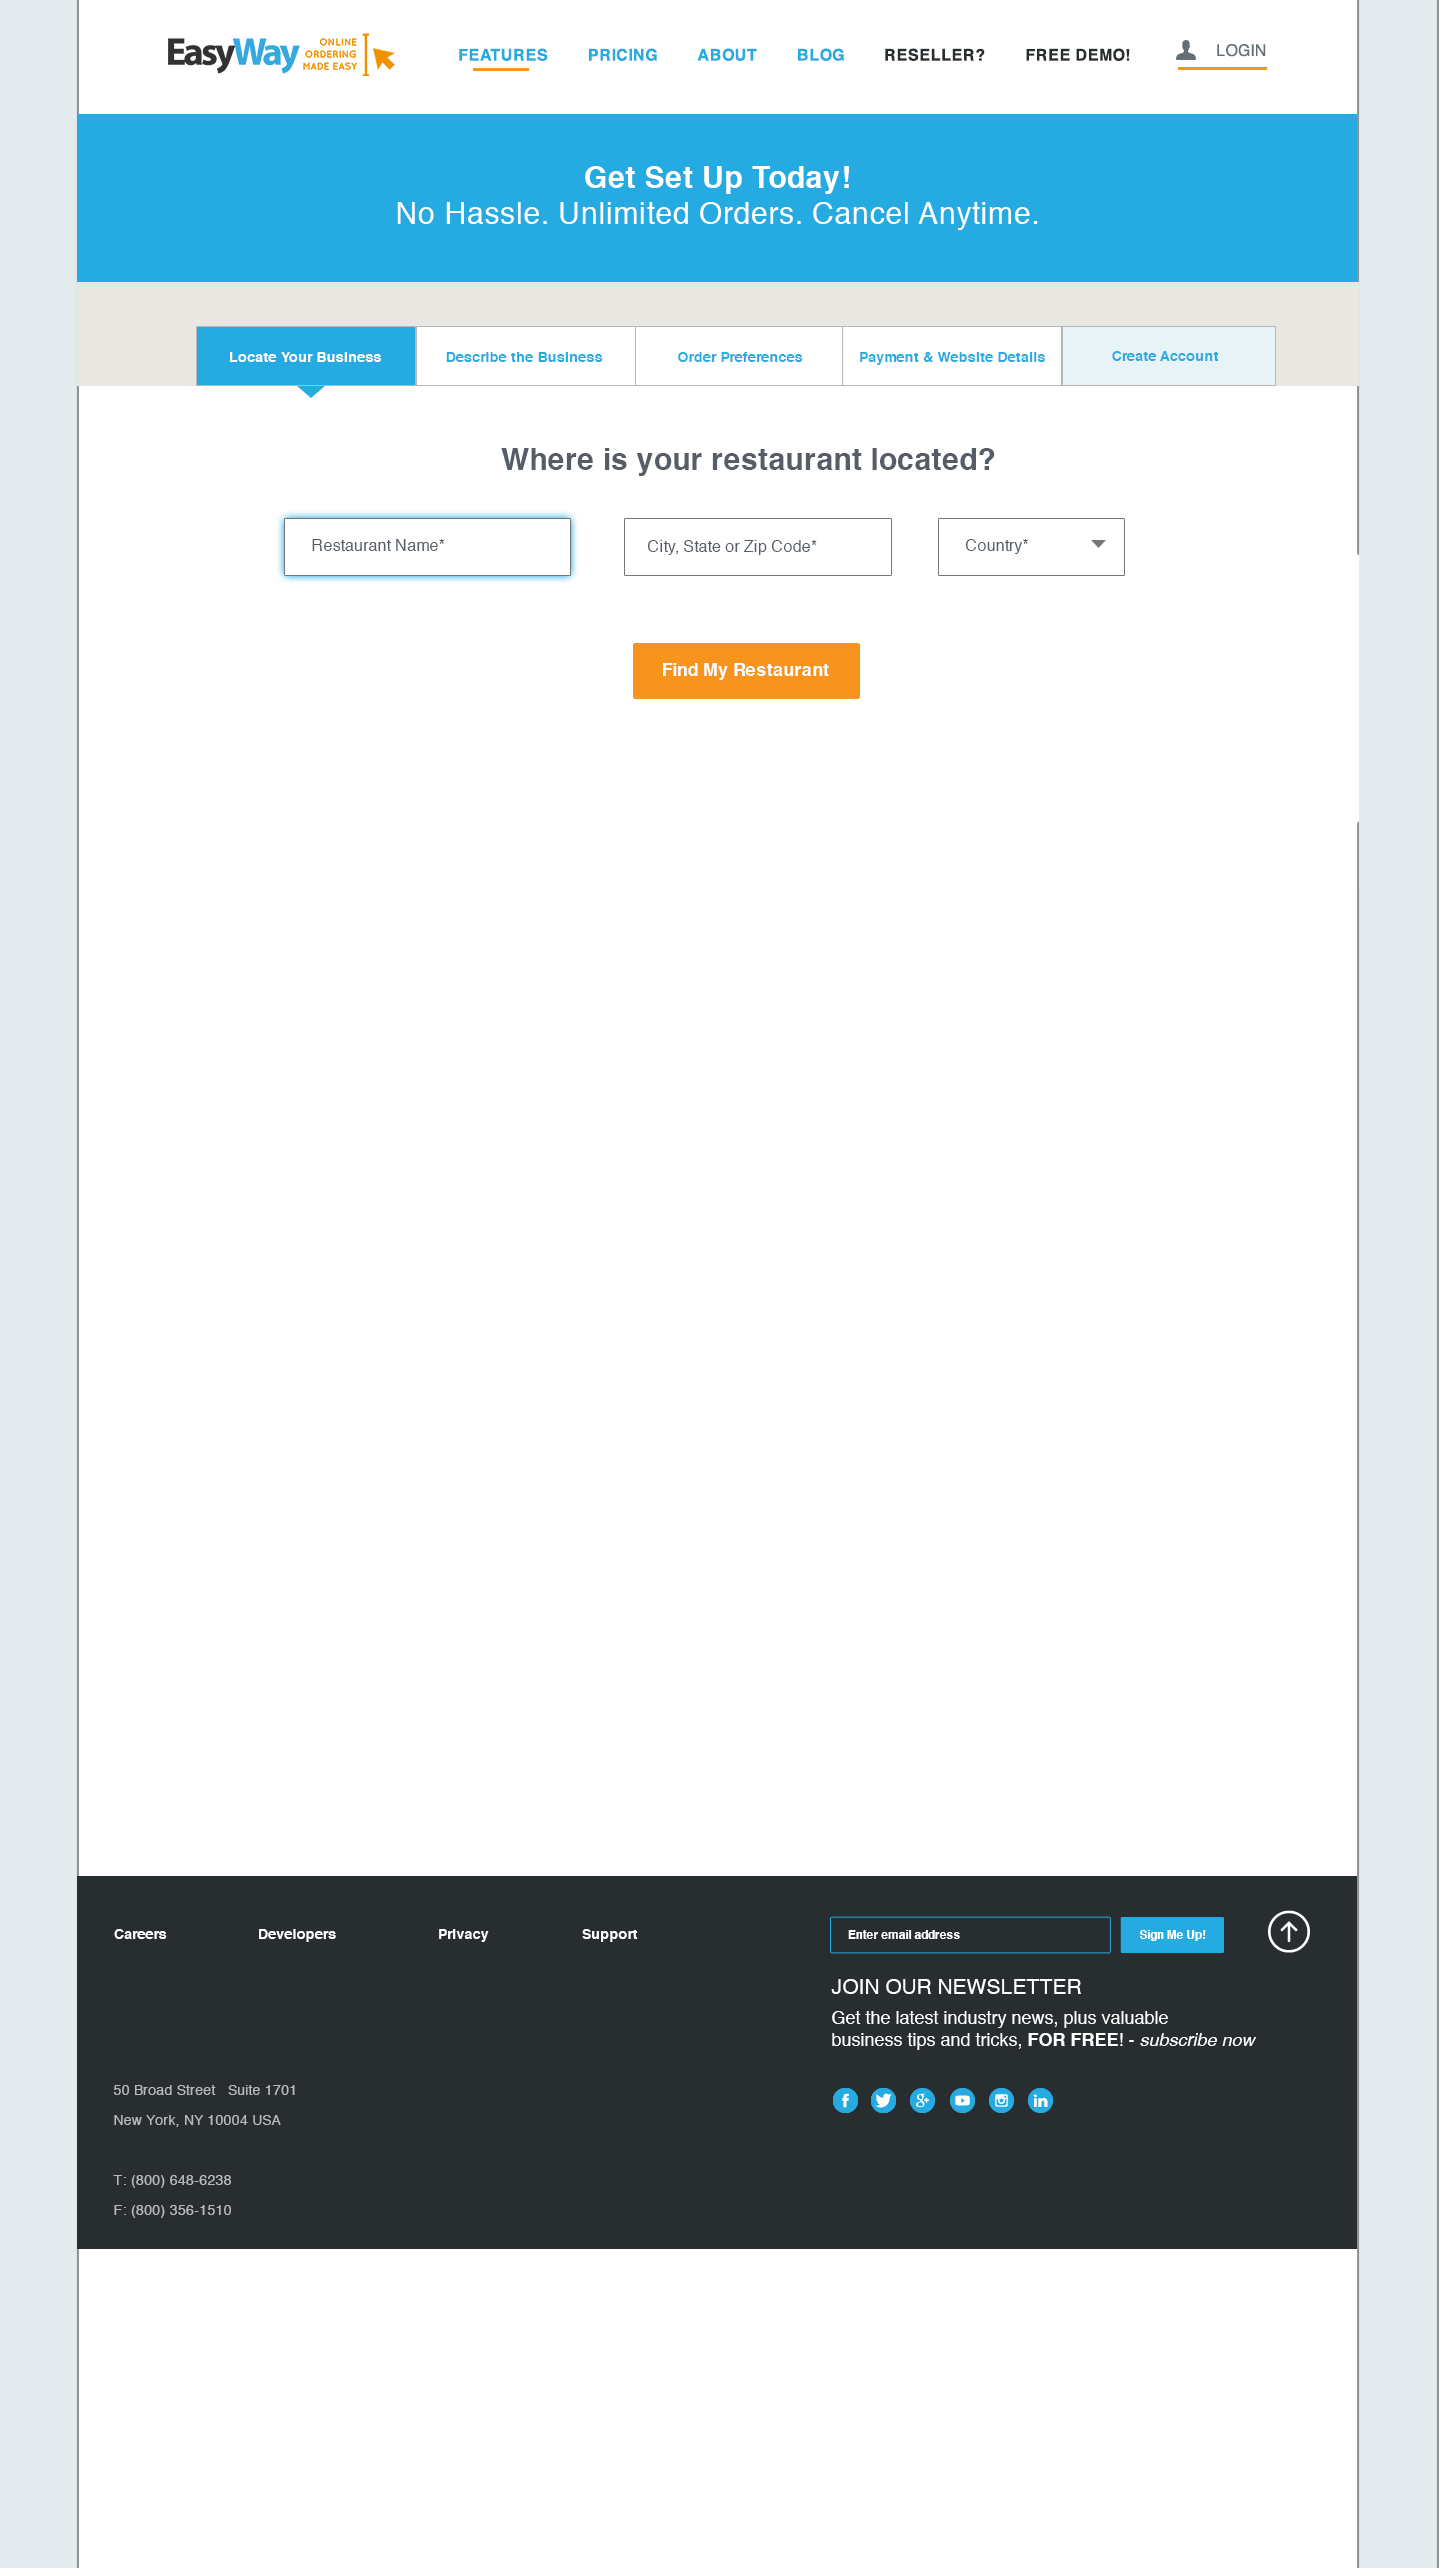 EasyWay
ONLINE
ORDERING
MADE EASY
FEATURES PRICING ABOUT BLOG RESELLER? FREE DEMO! LOGIN
Get Set Up Today!
No Hassle. Unlimited Orders. Cancel Anytime.
Locate Your Business Describe the Business Order Preferences Payment & Website Details Create Account
Where is your restaurant located?
Restaurant Name* City, State or Zip Code* Country*
Find My Restaurant
Careers Developers Privacy Support
Enter email address Sign Me Up!
JOIN OUR NEWSLETTER
Get the latest industry news, plus valuable
business tips and tricks, FOR FREE! - subscribe now
50 Broad Street Suite 1701
New York, NY 10004 USA
T: (800) 648-6238
F: (800) 356-1510